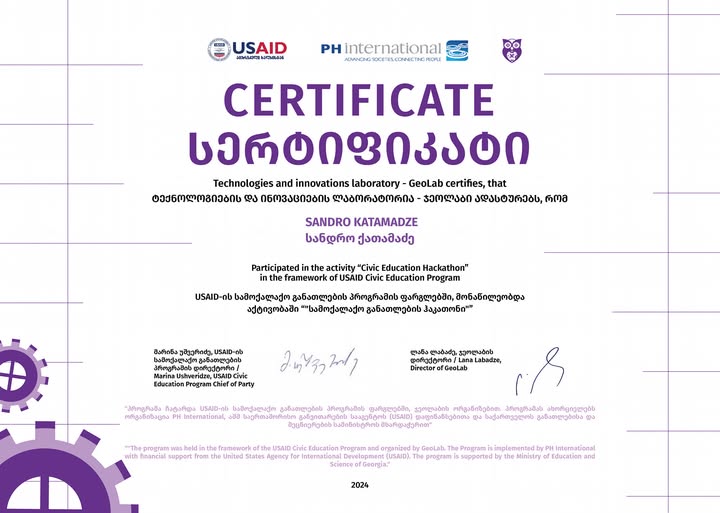 USAID
ᲐᲛᲔᲠᲘᲙᲔᲚᲘ ᲮᲐᲚᲮᲘᲡᲒᲐᲜ
PH international
ADVANCING SOCIETIES, CONNECTING PEOPLE
CERTIFICATE
ᲡᲔᲠᲢᲘᲤᲘᲙᲐᲢᲘ
Technologies and innovations laboratory - GeoLab certifies, that
ᲢᲔᲥᲜᲝᲚᲝᲒᲘᲔᲑᲘᲡ ᲓᲐ ᲘᲜᲝᲕᲐᲪᲘᲔᲑᲘᲡ ᲚᲐᲑᲝᲠᲐᲢᲝᲠᲘᲐ - ᲯᲔᲝᲚᲐᲑᲘ ᲐᲓᲐᲡᲢᲣᲠᲔᲑᲡ, ᲠᲝᲛ
SANDRO KATAMADZE
სანდრო ქათამაძე
Participated in the activity “Civic Education Hackathon”
in the framework of USAID Civic Education Program
USAID-ის სამოქალაქო განათლების პროგრამის ფარგლებში, მონაწილეობდა
აქტივობაში ““სამოქალაქო განათლების ჰაკათონი“”
მარინა უშვერიძე, USAID-ის
სამოქალაქო განათლების
პროგრამის დირექტორი /
Marina Ushveridze, USAID Civic
Education Program Chief of Party
ლანა ლაბაძე, ჯეოლაბის
დირექტორი / Lana Labadze,
Director of GeoLab
"პროგრამა ჩატარდა USAID-ის სამოქალაქო განათლების პროგრამის ფარგლებში, ჯეოლაბის ორგანიზებით. პროგრამას ახორციელებს
ორგანიზაცია PH International, აშშ საერთაშორისო განვითარების სააგენტოს (USAID) დაფინანსებითა და საქართველოს განათლებისა და
მეცნიერების სამინისტროს მხარდაჭერით"
""The program was held in the framework of the USAID Civic Education Program and organized by GeoLab. The Program is implemented by PH International
with financial support from the United States Agency for International Development (USAID). The program is supported by the Ministry of Education and
Science of Georgia."
2024